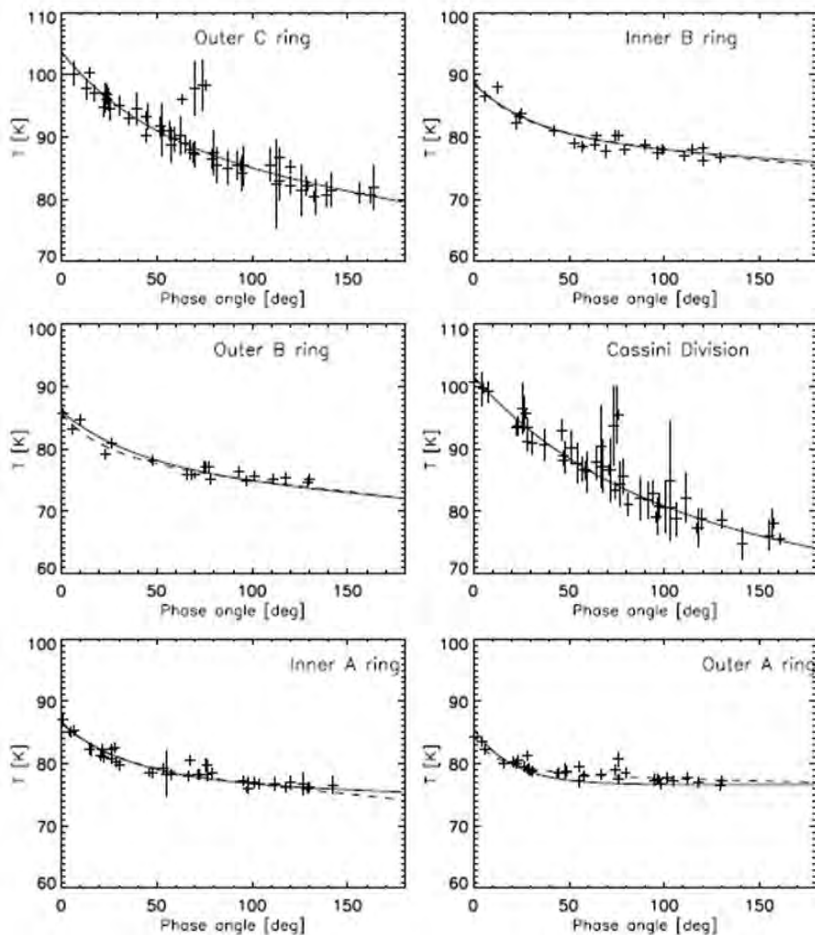 Outer C ring
T [K]
110
100
90
80
70
0 50 100 150
Phase angle [deg]
Inner B ring
T [K]
100
90
80
70
60
0 50 100 150
Phase angle [deg]
Outer B ring
T [K]
100
90
80
70
60
0 50 100 150
Phase angle [deg]
Cassini Division
T [K]
110
100
90
80
70
0 50 100 150
Phase angle [deg]
Inner A ring
T [K]
100
90
80
70
60
0 50 100 150
Phase angle [deg]
Outer A ring
T [K]
100
90
80
70
60
0 50 100 150
Phase angle [deg]